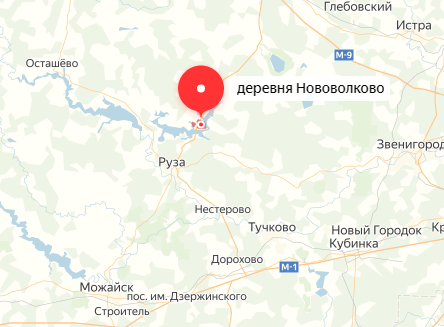 Глебовский
Истра
М-9
Осташёво
деревня Нововолково
Звенигород
Руза
Нестерово
Тучково
Новый Городок
Кр
Кубинка
Дорохово
М-1
Можайск
пос. им. Дзержинского
Строитель